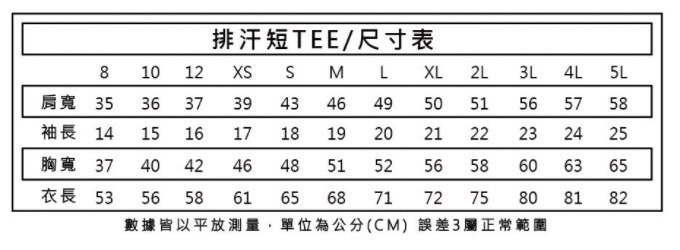 排汗短TEE/尺寸表
8 10 12 XS S M L XL 2L 3L 4L 5L
肩寬 35 36 37 39 43 46 49 50 51 56 57 58
袖長 14 15 16 17 18 19 20 21 22 23 24 25
胸寬 37 40 42 46 48 51 52 56 58 60 63 65
衣長 53 56 58 61 65 68 71 72 75 80 81 82
數據皆以平放測量,單位為公分(CM) 誤差3屬正常範圍